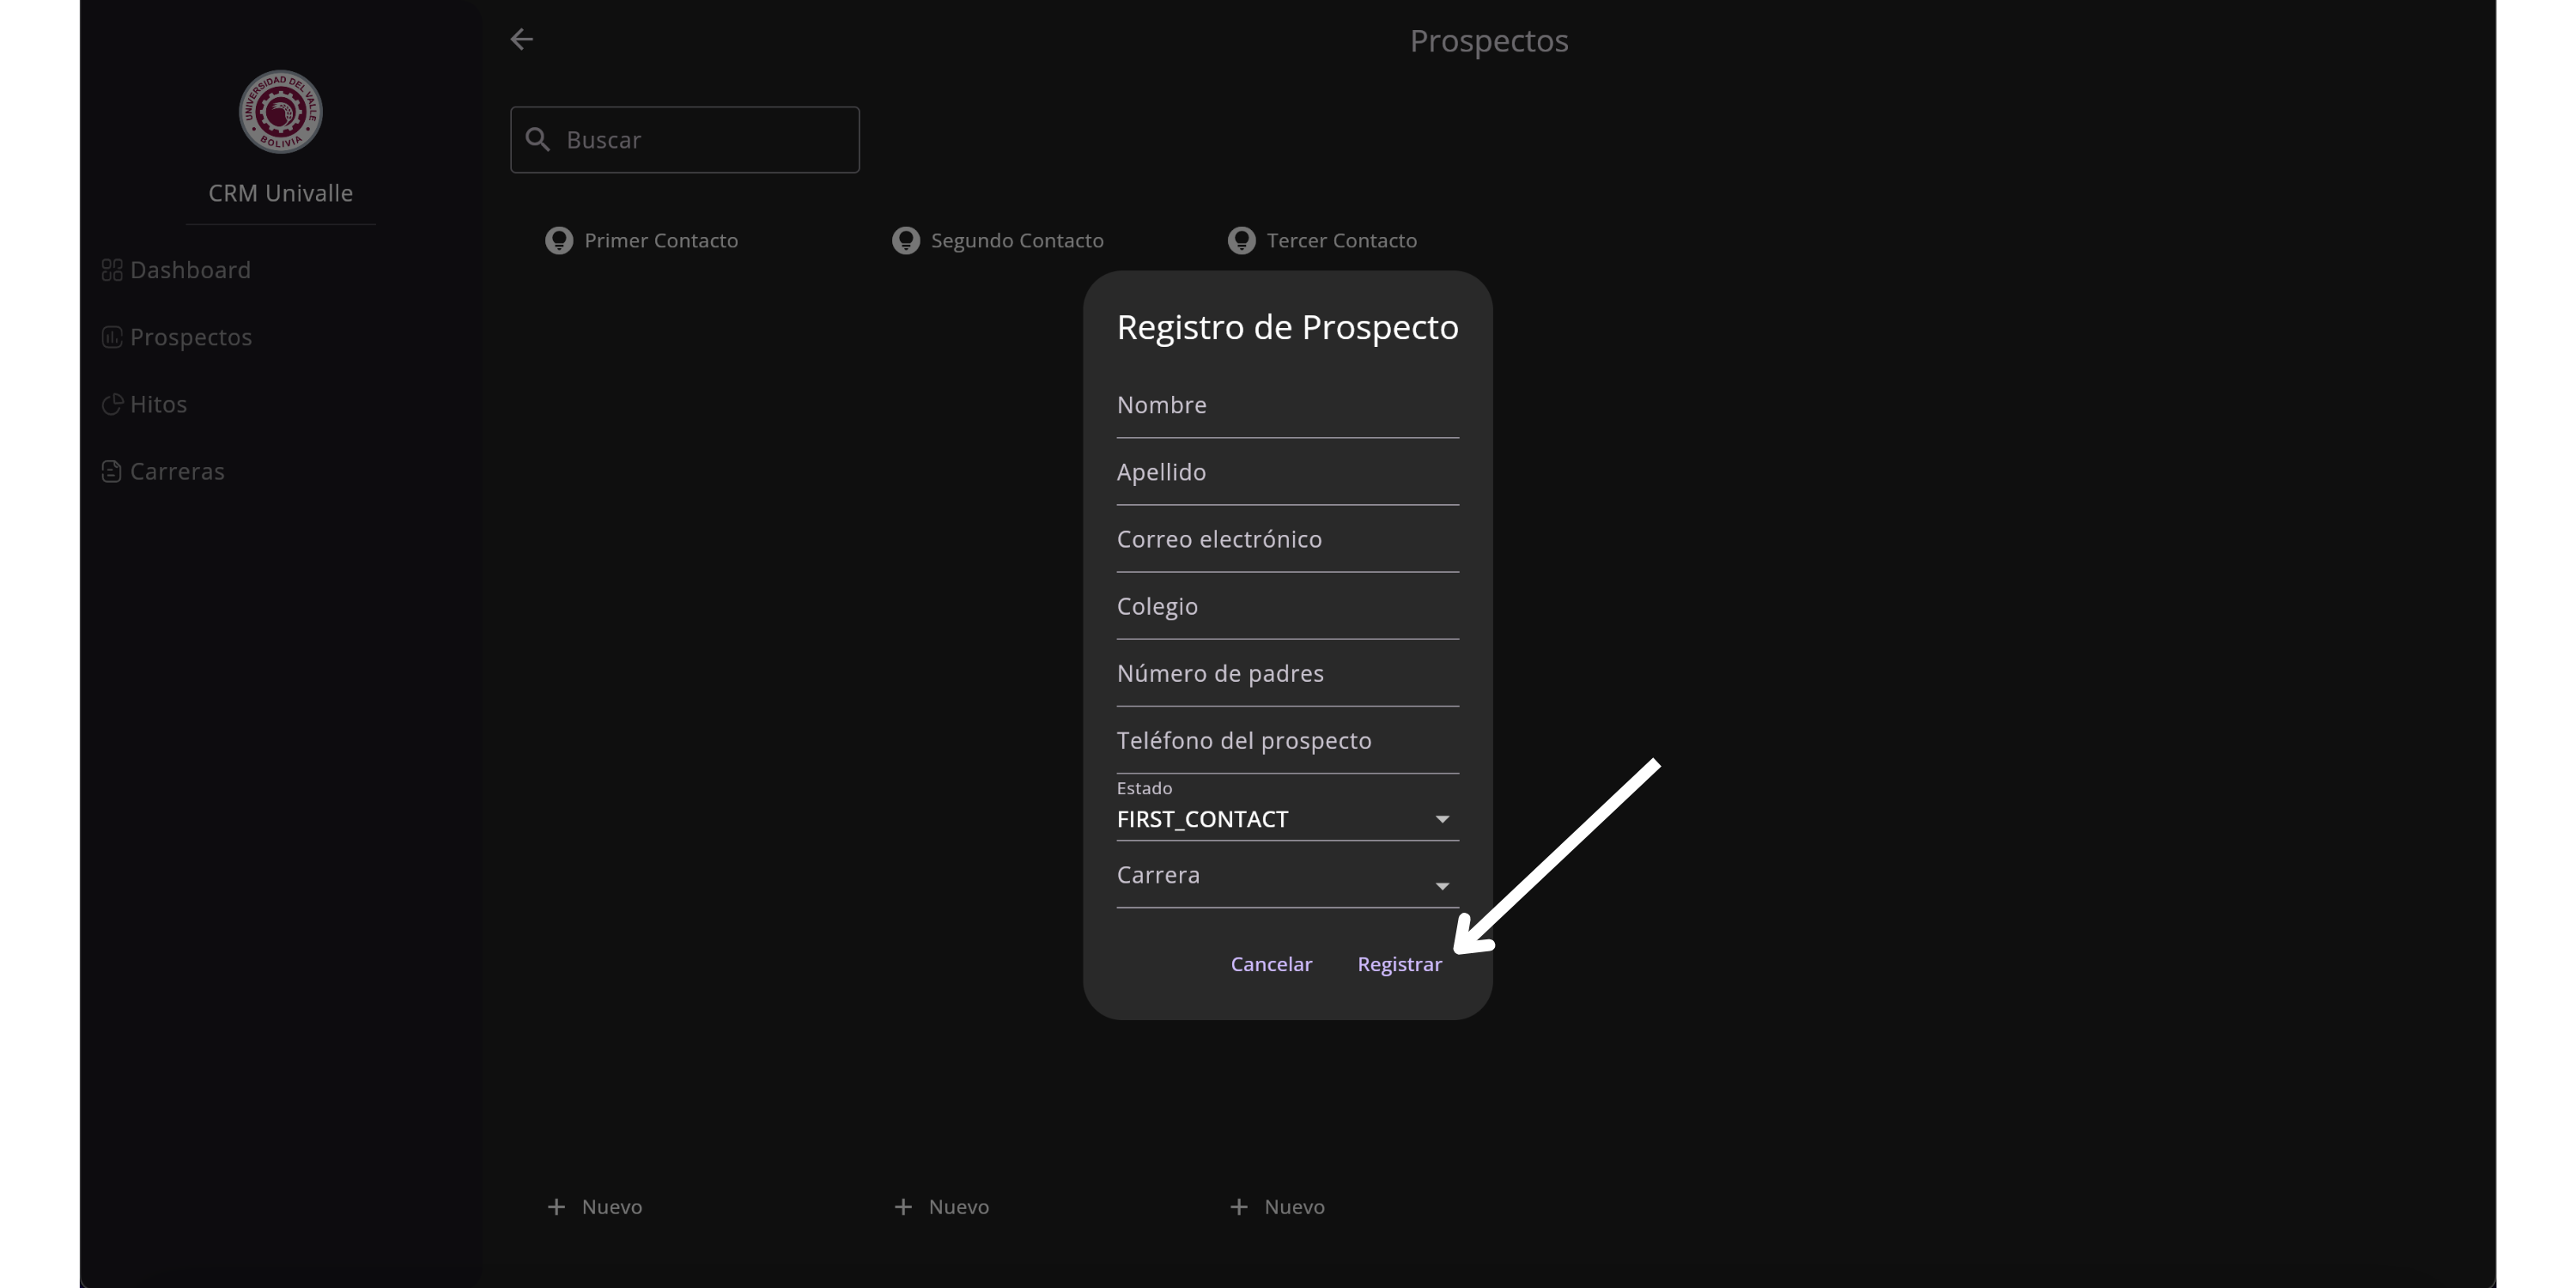 Prospectos
UNIVERSIDAD DEL VALLE
BOLIVIA
CRM Univalle
Dashboard
Prospectos
Hitos
Carreras
Buscar
Primer Contacto
Segundo Contacto
Tercer Contacto
Registro de Prospecto
Nombre
Apellido
Correo electrónico
Colegio
Número de padres
Teléfono del prospecto
Estado
FIRST_CONTACT
Carrera
Cancelar
Registrar
Nuevo
Nuevo
Nuevo